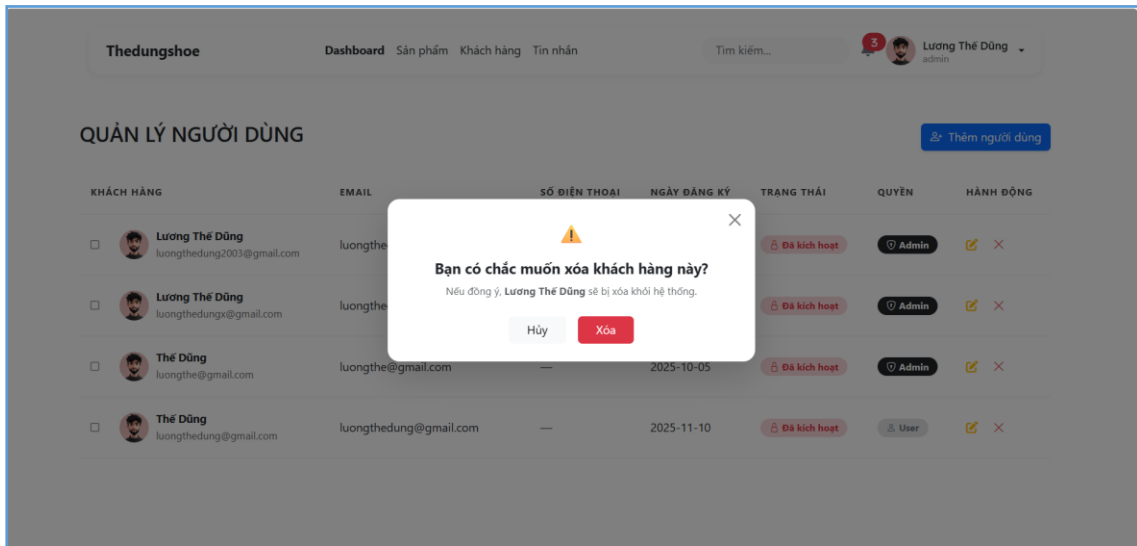 Thedungshoe Dashboard Sản phẩm Khách hàng Tin nhắn Tìm kiếm... 3 Lương Thế Dũng
admin
QUẢN LÝ NGƯỜI DÙNG Thêm người dùng
KHÁCH HÀNG EMAIL SỐ ĐIỆN THOẠI NGÀY ĐĂNG KÝ TRẠNG THÁI QUYỀN HÀNH ĐỘNG
Lương Thế Dũng
luongthedung2003@gmail.com luongthe Đã kích hoạt Admin
Bạn có chắc muốn xóa khách hàng này?
Nếu đồng ý, Lương Thế Dũng sẽ bị xóa khỏi hệ thống.
Hủy Xóa
Lương Thế Dũng
luongthedungx@gmail.com luongthe Đã kích hoạt Admin
Thế Dũng
luongthe@gmail.com luongthe@gmail.com — 2025-10-05 Đã kích hoạt Admin
Thế Dũng
luongthedung@gmail.com luongthedung@gmail.com — 2025-11-10 Đã kích hoạt User